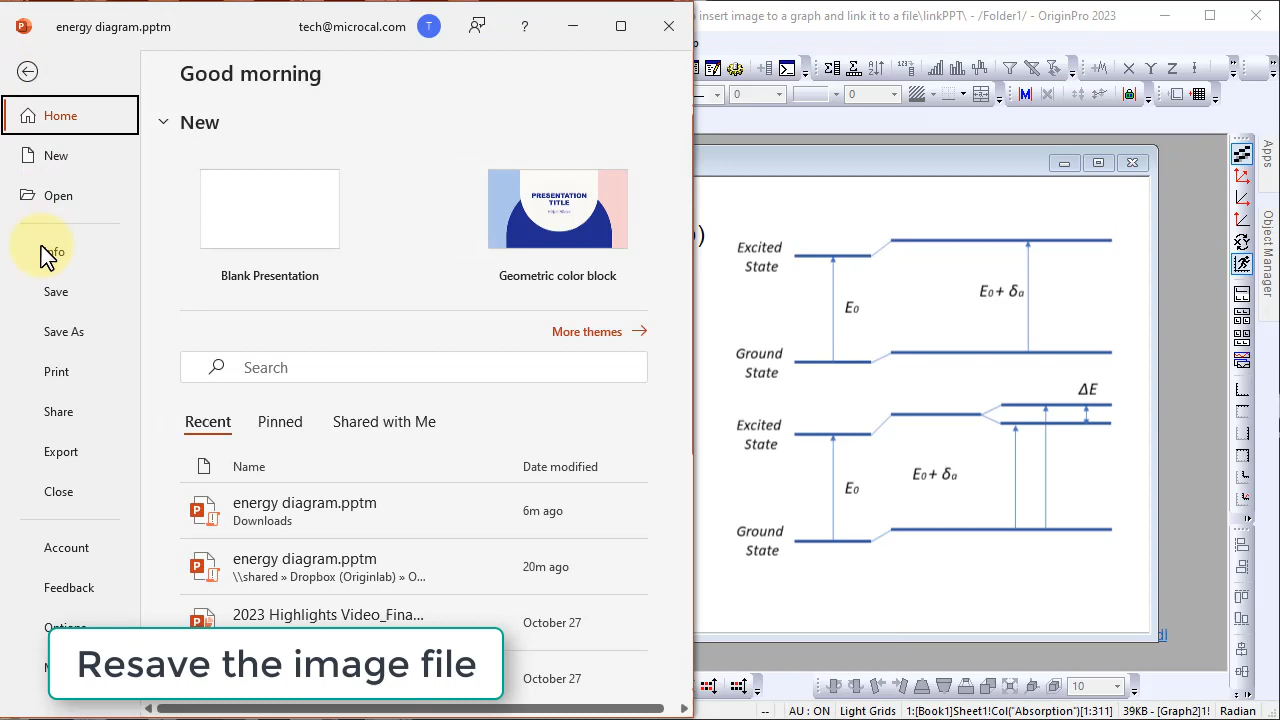 energy diagram.pptm
tech@microcal.com
T
?
insert image to a graph and link it to a file\linkPPT\ - /Folder1/ - OriginPro 2023
Home
New
Open
Info
Save
Save As
Print
Share
Export
Close
Account
Feedback
Options
Good morning
New
PRESENTATION
TITLE
Blank Presentation
Geometric color block
More themes
Search
Recent
Pinned
Shared with Me
Name
Date modified
energy diagram.pptm
Downloads
6m ago
energy diagram.pptm
\\shared » Dropbox (Originlab) » O...
20m ago
2023 Highlights Video_Fina...
October 27
October 27
Resave the image file
0
0
Apps
Object Manager
Excited
State
E₀
E₀ + δₐ
Ground
State
ΔE
Excited
State
E₀
E₀ + δₐ
Ground
State
10
--
AU : ON
Light Grids
1:[Book1]Sheet1!Col("Absorption")[1:311]
39KB - [Graph2]1!
Radian